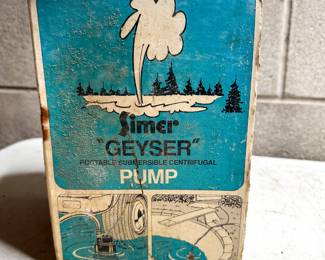 Simer
"GEYSER"
PORTABLE SUBMERSIBLE CENTRIFUGAL
PUMP